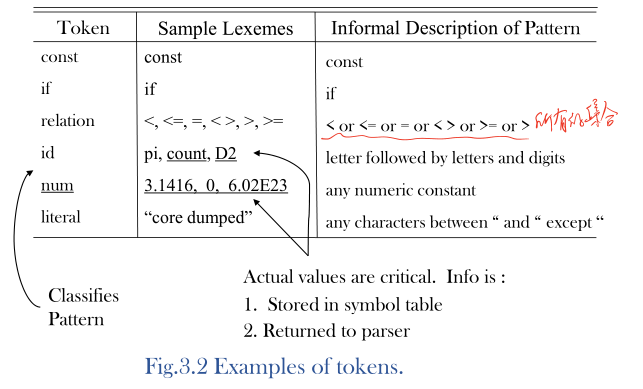 Token Sample Lexemes Informal Description of Pattern
const const const
if if if
relation <, <=, =, < >, >, >= < or <= or = or < > or >= or > 所有的集合
id pi, count, D2 letter followed by letters and digits
num 3.1416, 0, 6.02E23 any numeric constant
literal “core dumped” any characters between “ and “ except “
Actual values are critical. Info is :
Classifies
Pattern
1. Stored in symbol table
2. Returned to parser
Fig.3.2 Examples of tokens.